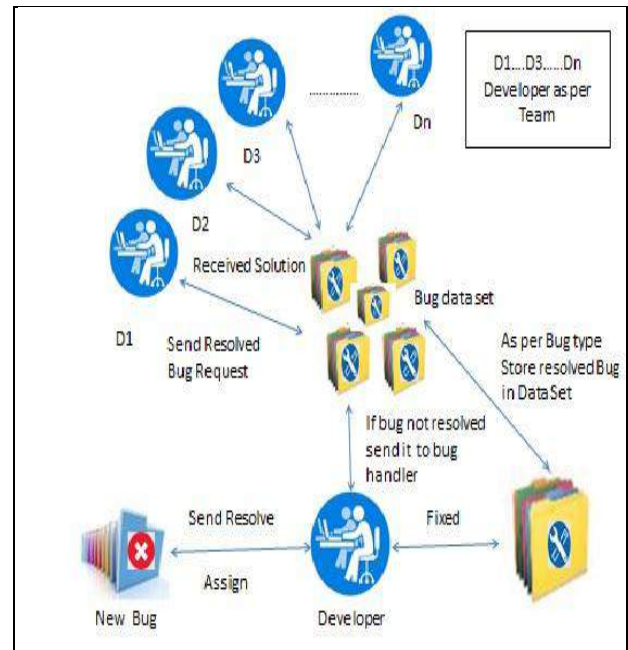 D1....D3......Dn
Developer as per
Team
...............
Dn
D3
D2
Received Solution
Bug data set
D1
Send Resolved
Bug Request
As per Bug type
Store resolved Bug
in DataSet
If bug not resolved
send it to bug
handler
Send Resolve
Fixed
Assign
New Bug
Developer